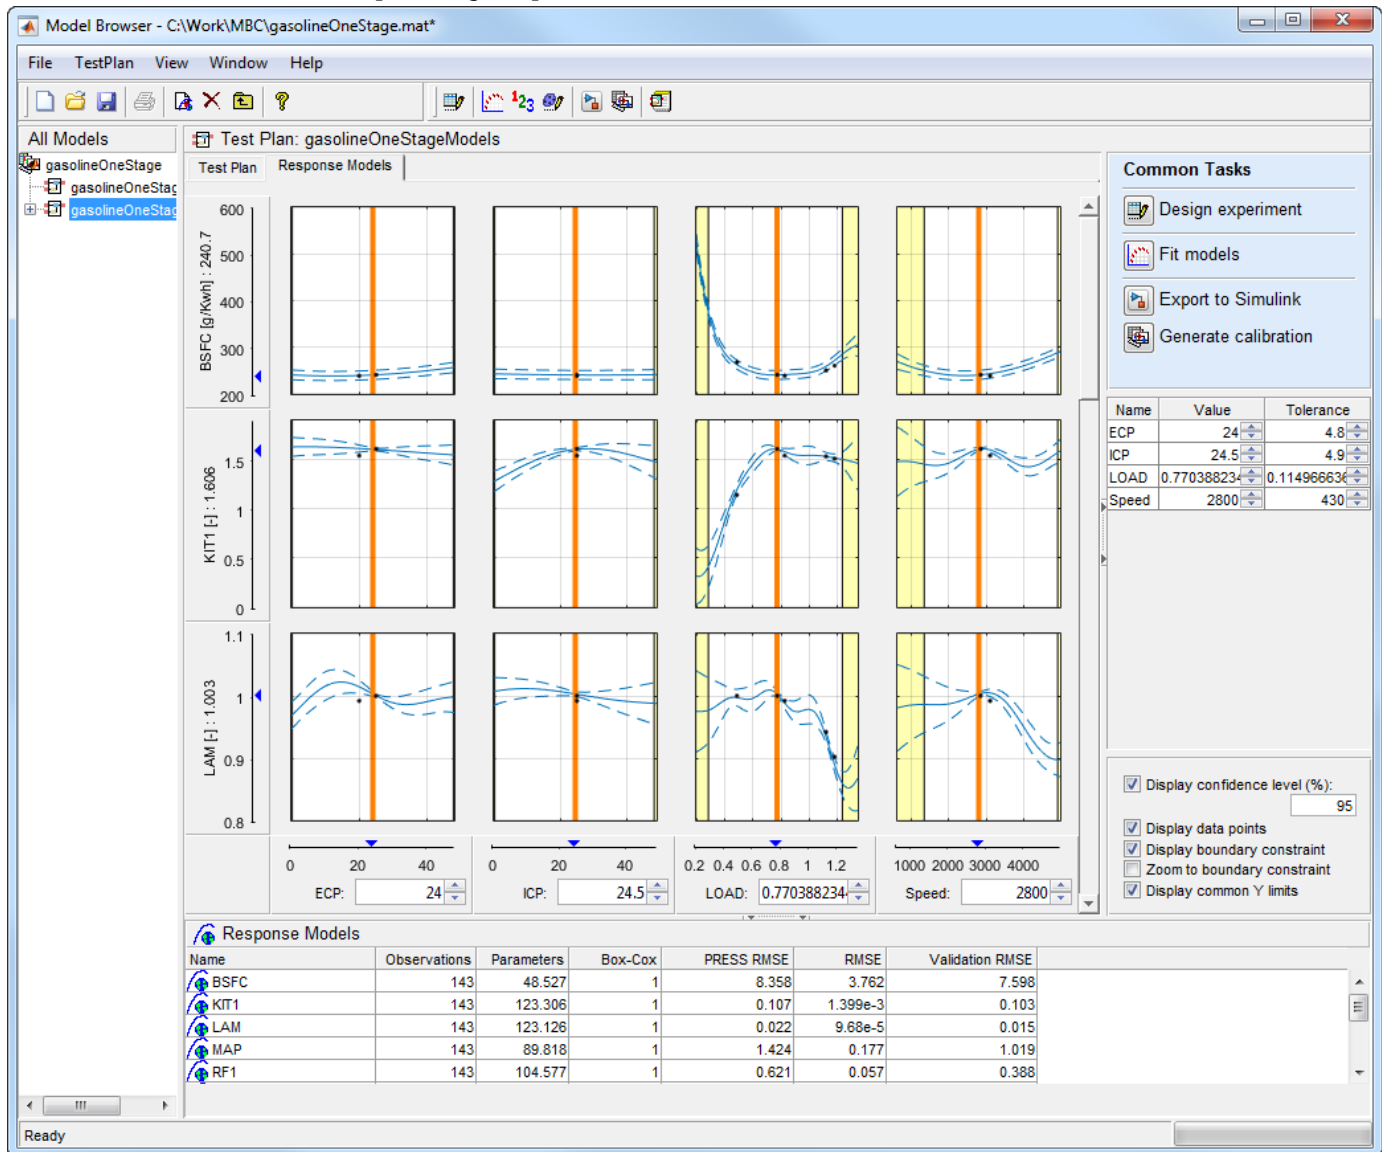 Model Browser - C:\Work\MBC\gasolineOneStage.mat*
File TestPlan View Window Help
All Models
gasolineOneStage
gasolineOneStag
gasolineOneStag
Test Plan: gasolineOneStageModels
Test Plan Response Models
BSFC [g/Kwh] : 240.7
600
500
400
300
200
KIT1 [-] : 1.606
1.5
1
0.5
0
LAM [-] : 1.003
1.1
1
0.9
0.8
0 20 40
0 20 40
0.2 0.4 0.6 0.8 1 1.2
1000 2000 3000 4000
ECP: 24
ICP: 24.5
LOAD: 0.770388234
Speed: 2800
Common Tasks
Design experiment
Fit models
Export to Simulink
Generate calibration
Name Value Tolerance
ECP 24 4.8
ICP 24.5 4.9
LOAD 0.770388234 0.114966636
Speed 2800 430
Display confidence level (%):
95
Display data points
Display boundary constraint
Zoom to boundary constraint
Display common Y limits
Response Models
Name Observations Parameters Box-Cox PRESS RMSE RMSE Validation RMSE
BSFC 143 48.527 1 8.358 3.762 7.598
KIT1 143 123.306 1 0.107 1.399e-3 0.103
LAM 143 123.126 1 0.022 9.68e-5 0.015
MAP 143 89.818 1 1.424 0.177 1.019
RF1 143 104.577 1 0.621 0.057 0.388
Ready